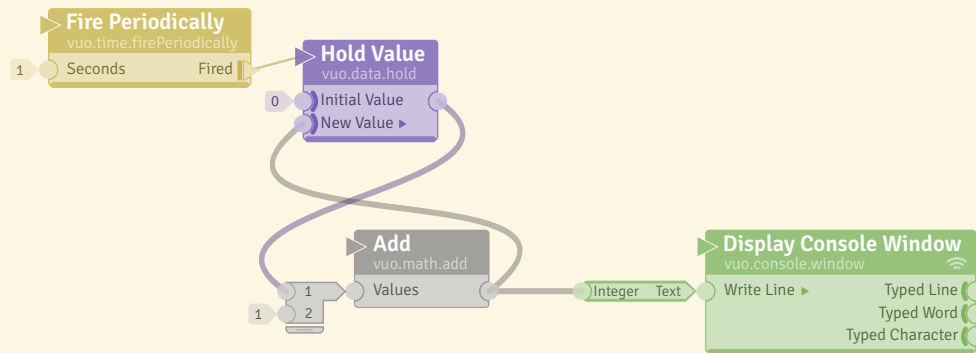 Fire Periodically
vuo.time.firePeriodically
1 Seconds Fired
Hold Value
vuo.data.hold
0 Initial Value
New Value
Add
vuo.math.add
1 Values
1 2
Integer Text
Display Console Window
vuo.console.window
Write Line Typed Line
Typed Word
Typed Character